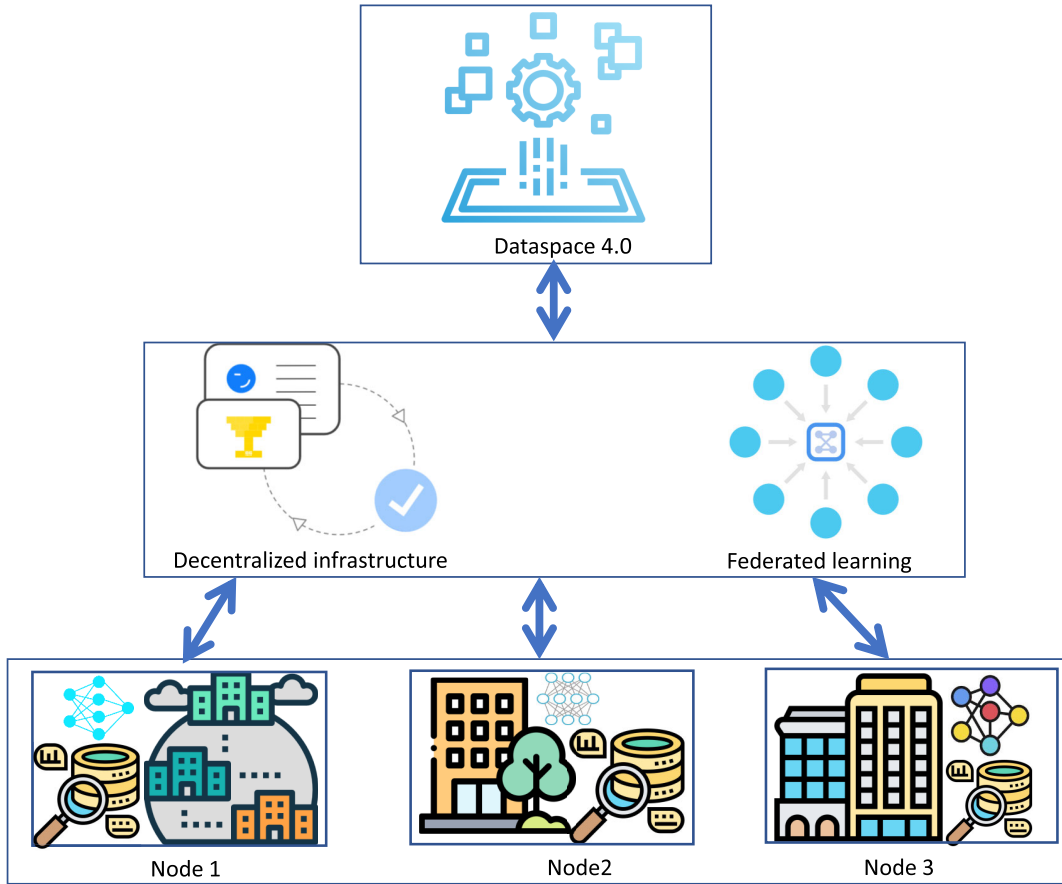 Dataspace 4.0
Decentralized infrastructure
Federated learning
Node 1
Node2
Node 3